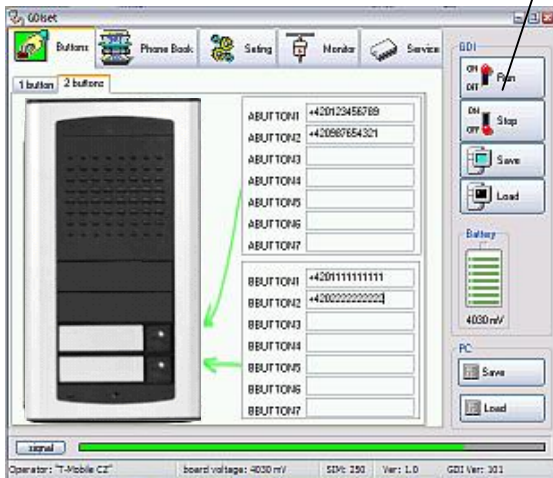 GDIset
Buttons Phone Book Seting Monitor Service
1 button 2 buttons
ABUTTON1 +420123456789
ABUTTON2 +420987654321
ABUTTON3
ABUTTON4
ABUTTON5
ABUTTON6
ABUTTON7
BBUTTON1 +4201111111111
BBUTTON2 +4202222222222
BBUTTON3
BBUTTON4
BBUTTON5
BBUTTON6
BBUTTON7
GDI
ON
OFF
Run
ON
OFF
Stop
Save
Load
Battery
4030 mV
PC
Save
Load
signal
Operator: "T-Mobile CZ" board voltage: 4030 mV SIM: 250 Ver: 1.0 GDI Ver: 101